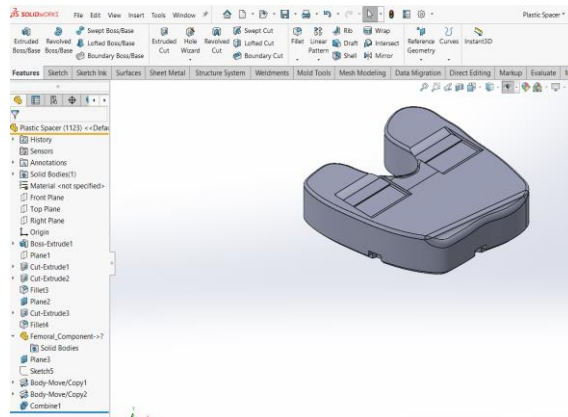 SOLIDWORKS File Edit View Insert Tools Window Plastic Spacer *
Extruded Boss/Base
Revolved Boss/Base
Swept Boss/Base
Lofted Boss/Base
Boundary Boss/Base
Extruded Cut
Hole Wizard
Revolved Cut
Swept Cut
Lofted Cut
Boundary Cut
Fillet
Linear Pattern
Rib
Draft
Shell
Wrap
Intersect
Mirror
Reference Geometry
Curves
Instant3D
Features Sketch Sketch Ink Surfaces Sheet Metal Structure System Weldments Mold Tools Mesh Modeling Data Migration Direct Editing Markup Evaluate
Plastic Spacer (1123) <<Defau
History
Sensors
Annotations
Solid Bodies(1)
Material <not specified>
Front Plane
Top Plane
Right Plane
Origin
Boss-Extrude1
Plane1
Cut-Extrude1
Cut-Extrude2
Fillet3
Plane2
Cut-Extrude3
Fillet4
Femoral_Component->?
Solid Bodies
Plane3
Sketch5
Body-Move/Copy1
Body-Move/Copy2
Combine1